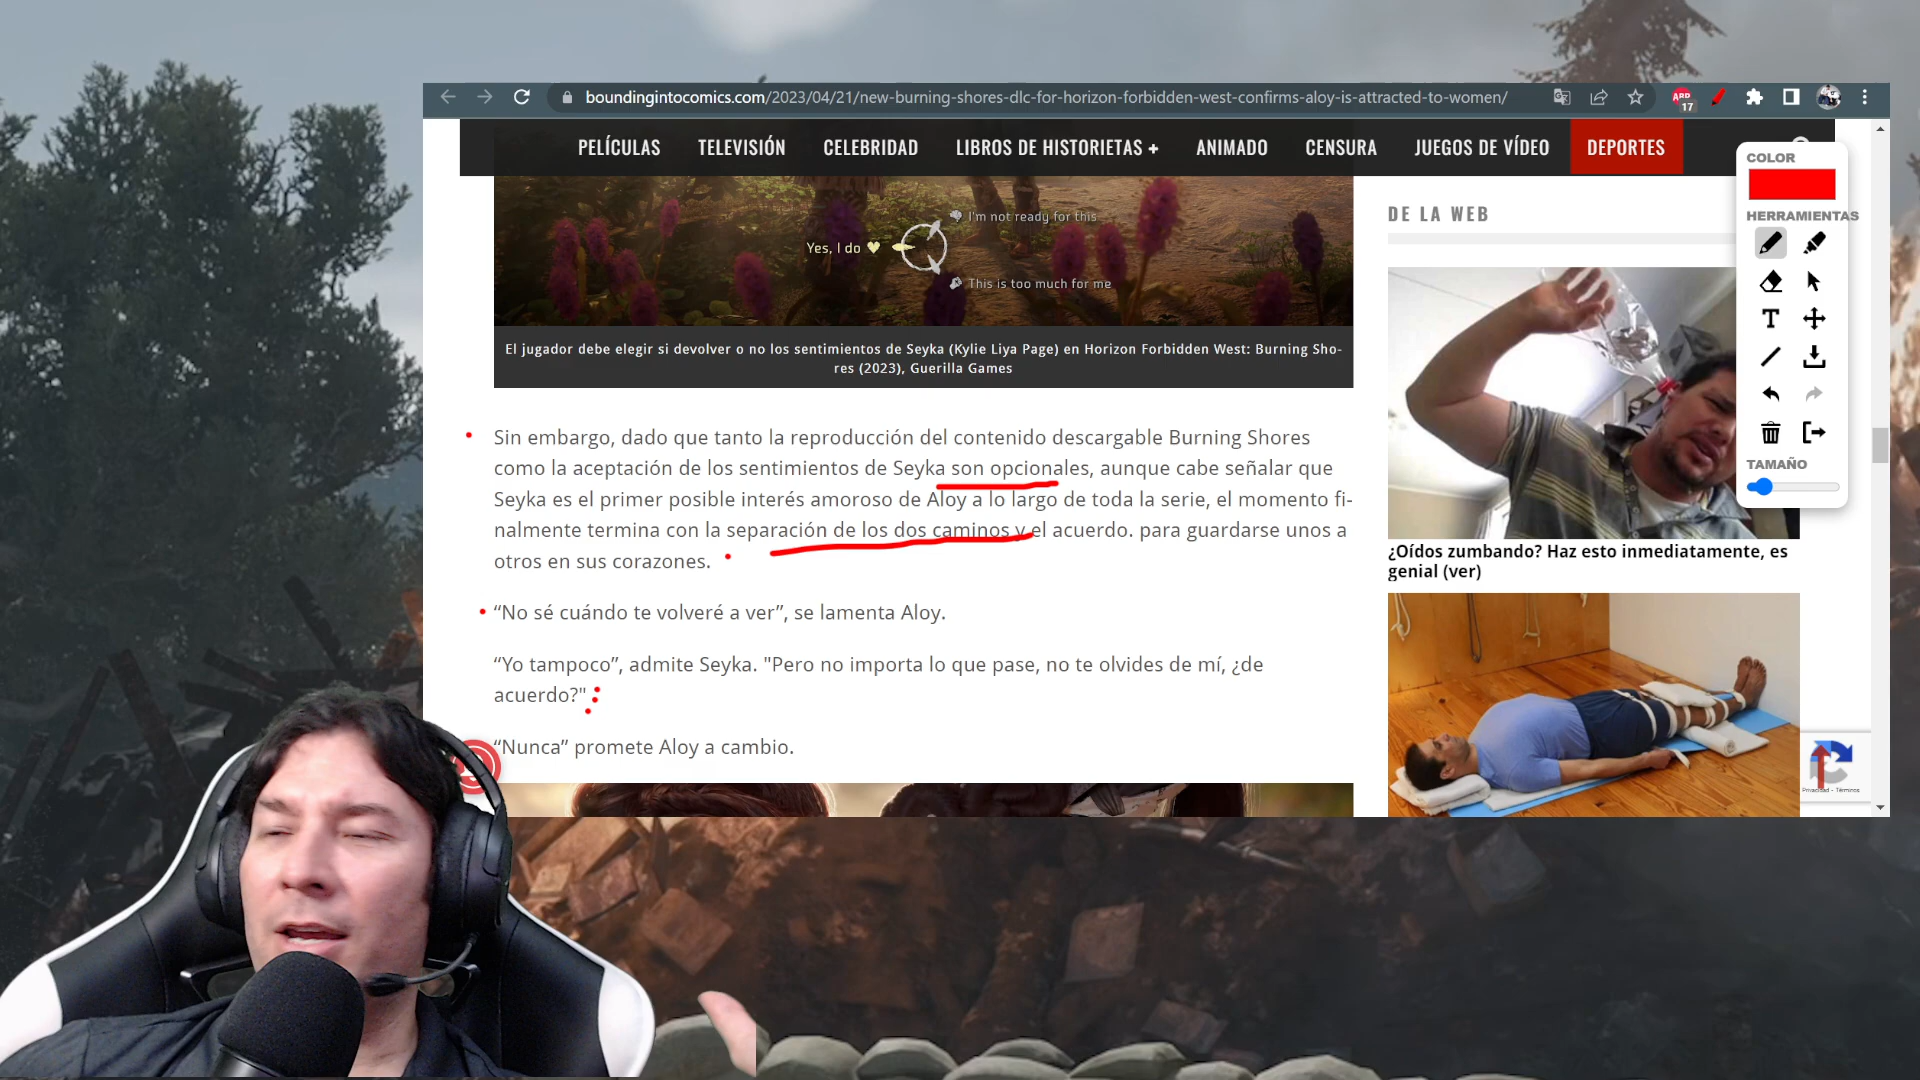 boundingintocomics.com/2023/04/21/new-burning-shores-dlc-for-horizon-forbidden-west-confirms-aloy-is-attracted-to-women/
17
PELÍCULAS TELEVISIÓN CELEBRIDAD LIBROS DE HISTORIETAS + ANIMADO CENSURA JUEGOS DE VÍDEO DEPORTES
COLOR
HERRAMIENTAS
T
TAMAÑO
I'm not ready for this
Yes, I do
This is too much for me
El jugador debe elegir si devolver o no los sentimientos de Seyka (Kylie Liya Page) en Horizon Forbidden West: Burning Sho-
res (2023), Guerilla Games
Sin embargo, dado que tanto la reproducción del contenido descargable Burning Shores
como la aceptación de los sentimientos de Seyka son opcionales, aunque cabe señalar que
Seyka es el primer posible interés amoroso de Aloy a lo largo de toda la serie, el momento fi-
nalmente termina con la separación de los dos caminos y el acuerdo. para guardarse unos a
otros en sus corazones.
“No sé cuándo te volveré a ver”, se lamenta Aloy.
“Yo tampoco”, admite Seyka. "Pero no importa lo que pase, no te olvides de mí, ¿de
acuerdo?"
“Nunca” promete Aloy a cambio.
DE LA WEB
¿Oídos zumbando? Haz esto inmediatamente, es
genial (ver)
Privacidad - Términos